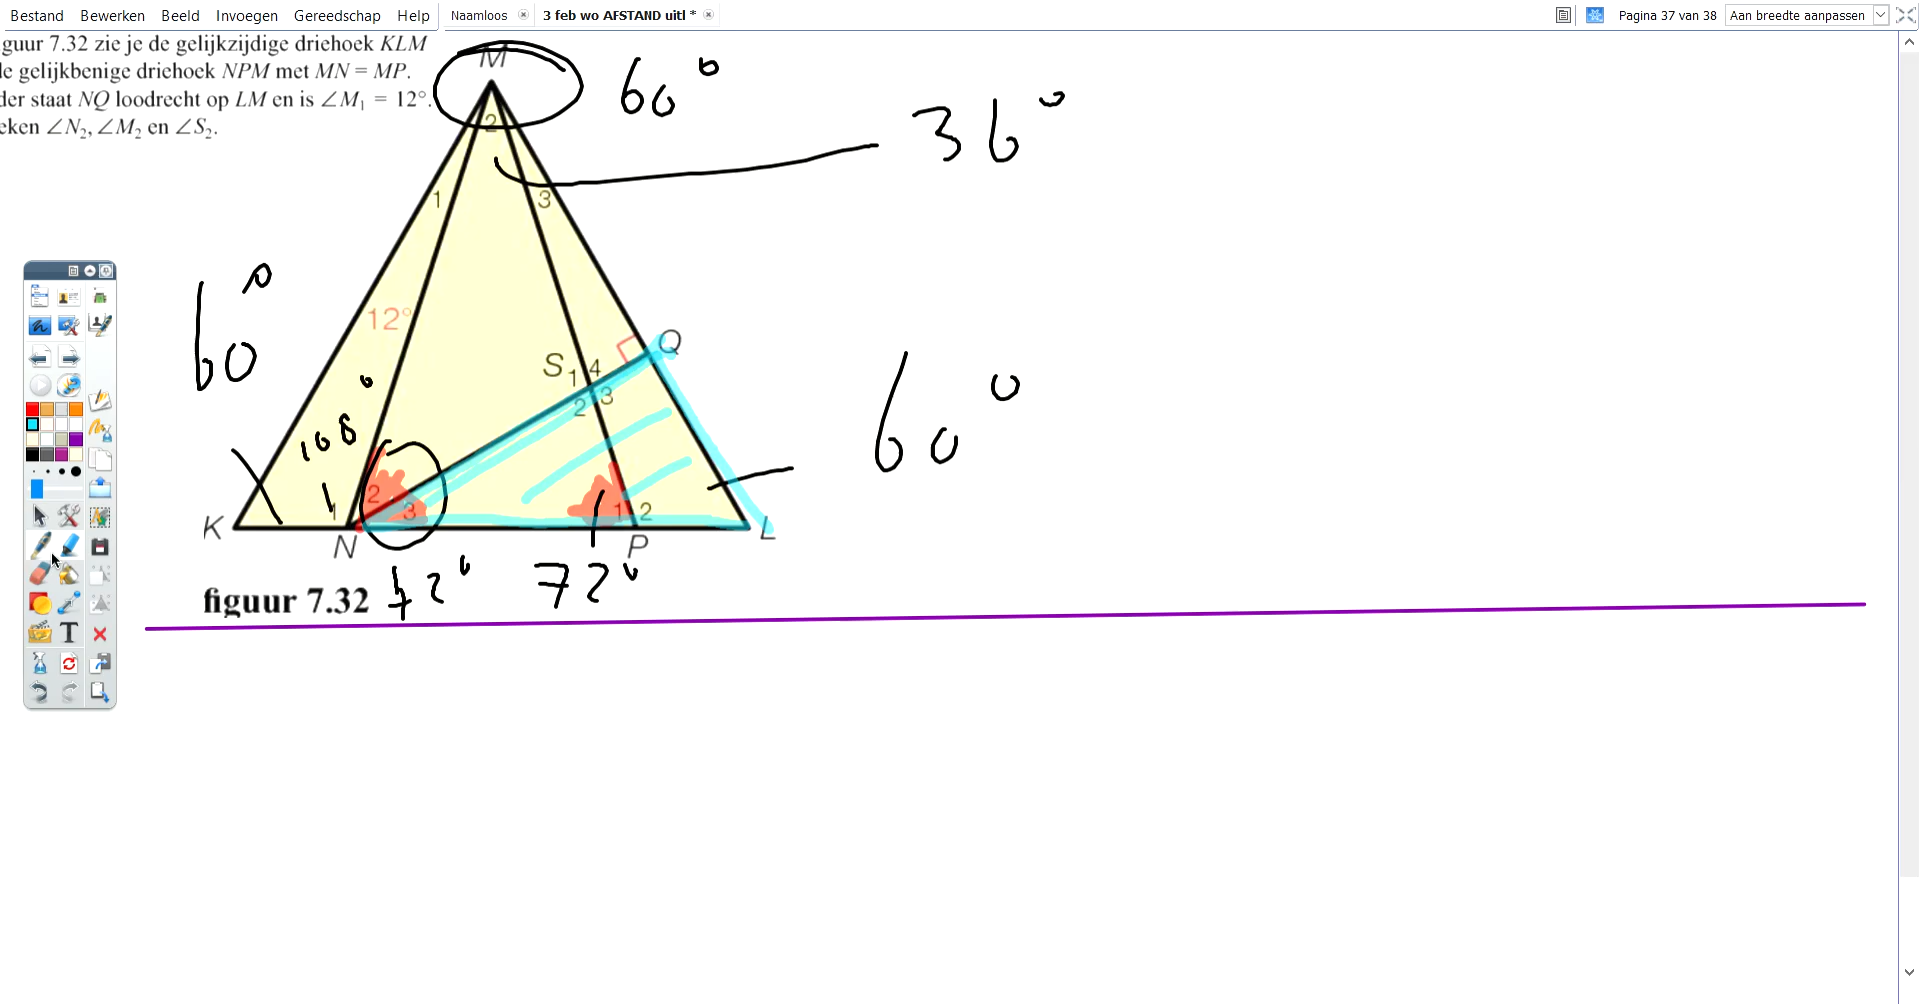 Bestand Bewerken Beeld Invoegen Gereedschap Help Naamloos 3 feb wo AFSTAND uitl * Pagina 37 van 38 Aan breedte aanpassen
guur 7.32 zie je de gelijkzijdige driehoek KLM
le gelijkbenige driehoek NPM met MN = MP.
der staat NQ loodrecht op LM en is ∠M₁ = 12°.
eken ∠N₂, ∠M₂ en ∠S₂.
M
60°
36°
2
1
3
60°
12°
Q
S 1 4
2 3
60°
108°
1
2
3
1 2
K
N
P
L
figuur 7.32
72°
72°
T